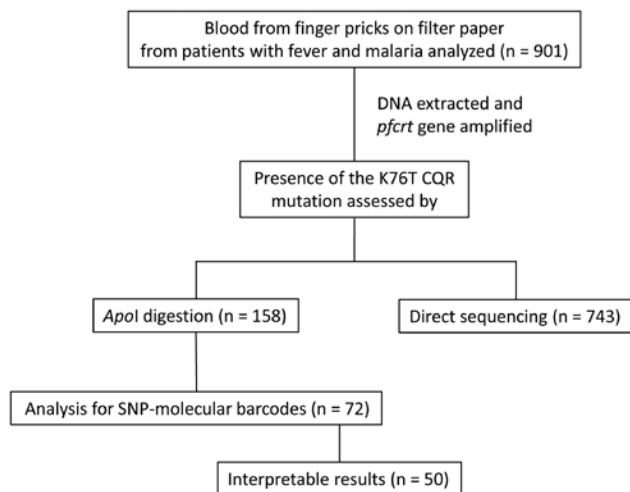 Blood from finger pricks on filter paper
from patients with fever and malaria analyzed (n = 901)
DNA extracted and
pfcrt gene amplified
Presence of the K76T CQR
mutation assessed by
ApoI digestion (n = 158)
Direct sequencing (n = 743)
Analysis for SNP-molecular barcodes (n = 72)
Interpretable results (n = 50)